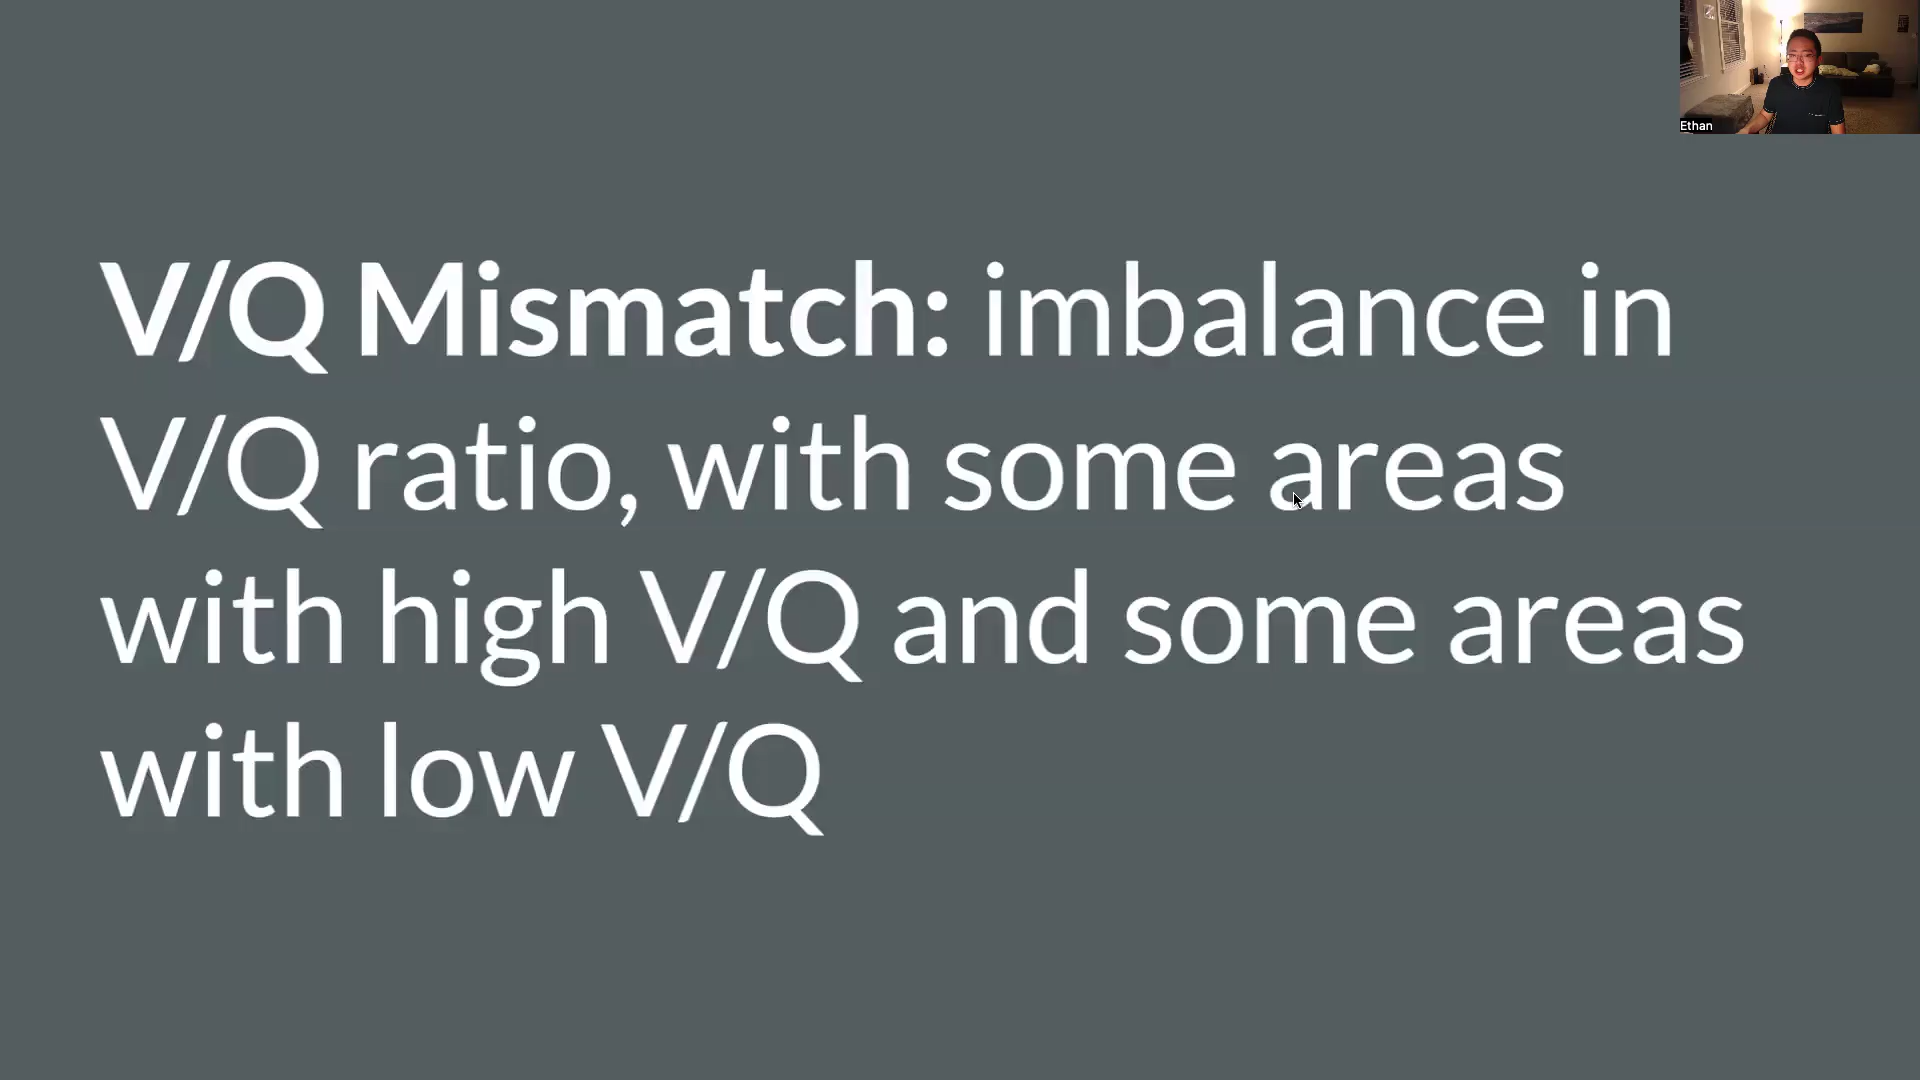 Ethan
V/Q Mismatch: imbalance in
V/Q ratio, with some areas
with high V/Q and some areas
with low V/Q